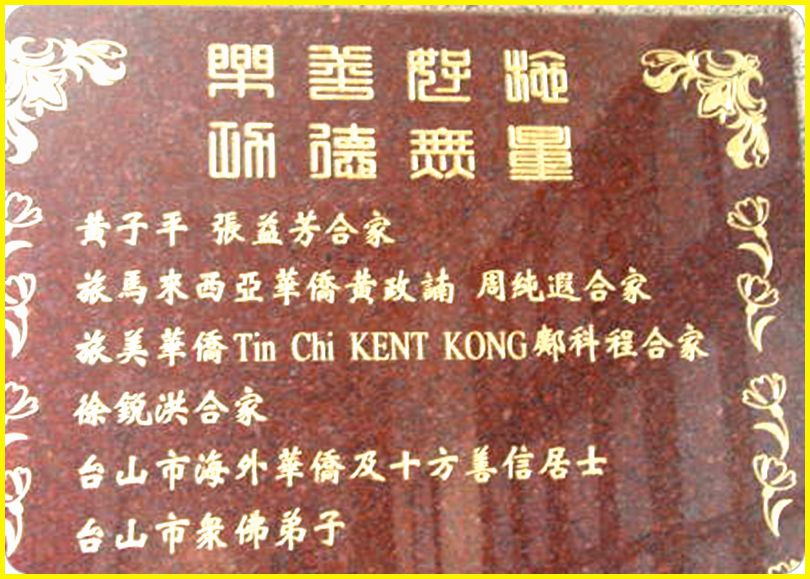 樂善好施
功德無量
黃子平 張益芳合家
旅馬來西亞華僑黃政誦 周纯遐合家
旅美華僑Tin Chi KENT KONG鄺科程合家
徐鋭洪合家
台山市海外華僑及十方善信居士
台山市衆佛弟子